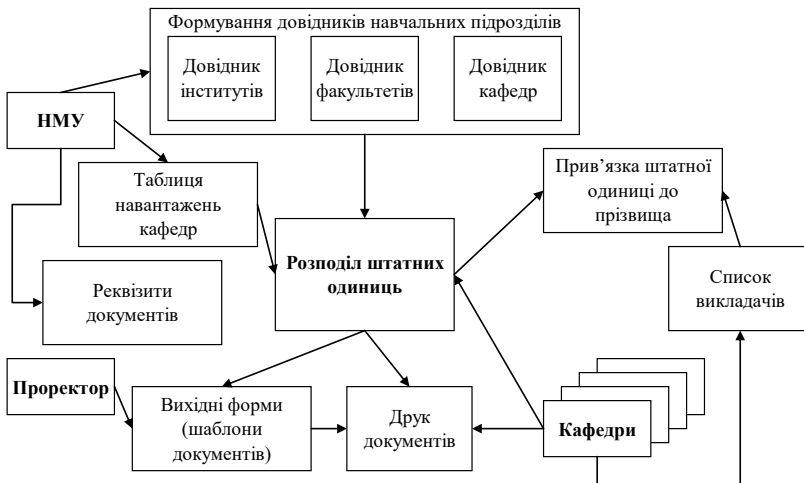 Формування довідників навчальних підрозділів
Довідник
інститутів
Довідник
факультетів
Довідник
кафедр
НМУ
Таблиця
навантажень
кафедр
Прив’язка штатної
одиниці до
прізвища
Розподіл штатних
одиниць
Список
викладачів
Реквізити
документів
Проректор
Вихідні форми
(шаблони
документів)
Друк
документів
Кафедри